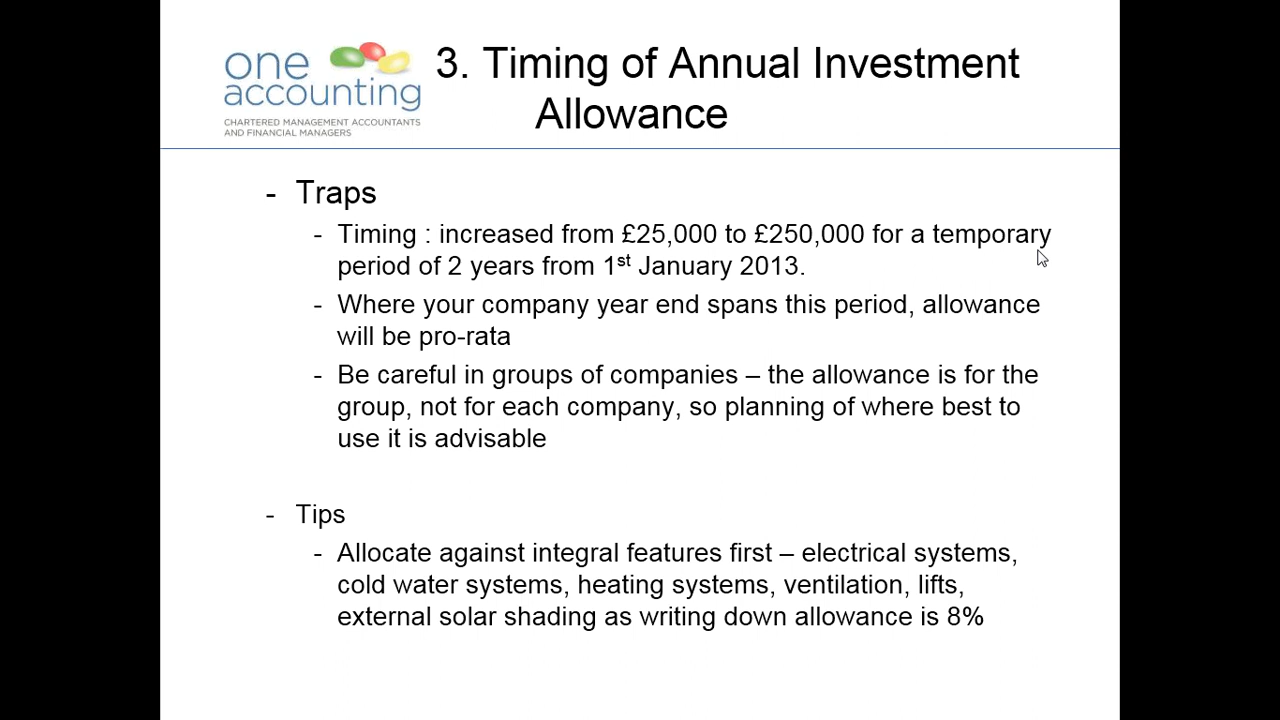 one
accounting
CHARTERED MANAGEMENT ACCOUNTANTS
AND FINANCIAL MANAGERS
3. Timing of Annual Investment
Allowance
- Traps
- Timing : increased from £25,000 to £250,000 for a temporary
period of 2 years from 1st January 2013.
- Where your company year end spans this period, allowance
will be pro-rata
- Be careful in groups of companies – the allowance is for the
group, not for each company, so planning of where best to
use it is advisable
- Tips
- Allocate against integral features first – electrical systems,
cold water systems, heating systems, ventilation, lifts,
external solar shading as writing down allowance is 8%